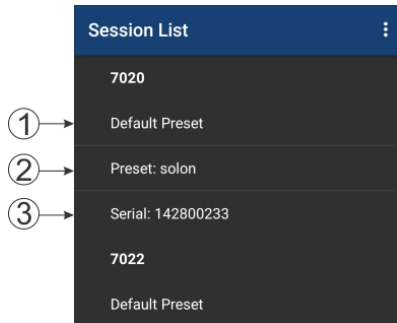 Session List
7020
1 Default Preset
2 Preset: solon
3 Serial: 142800233
7022
Default Preset